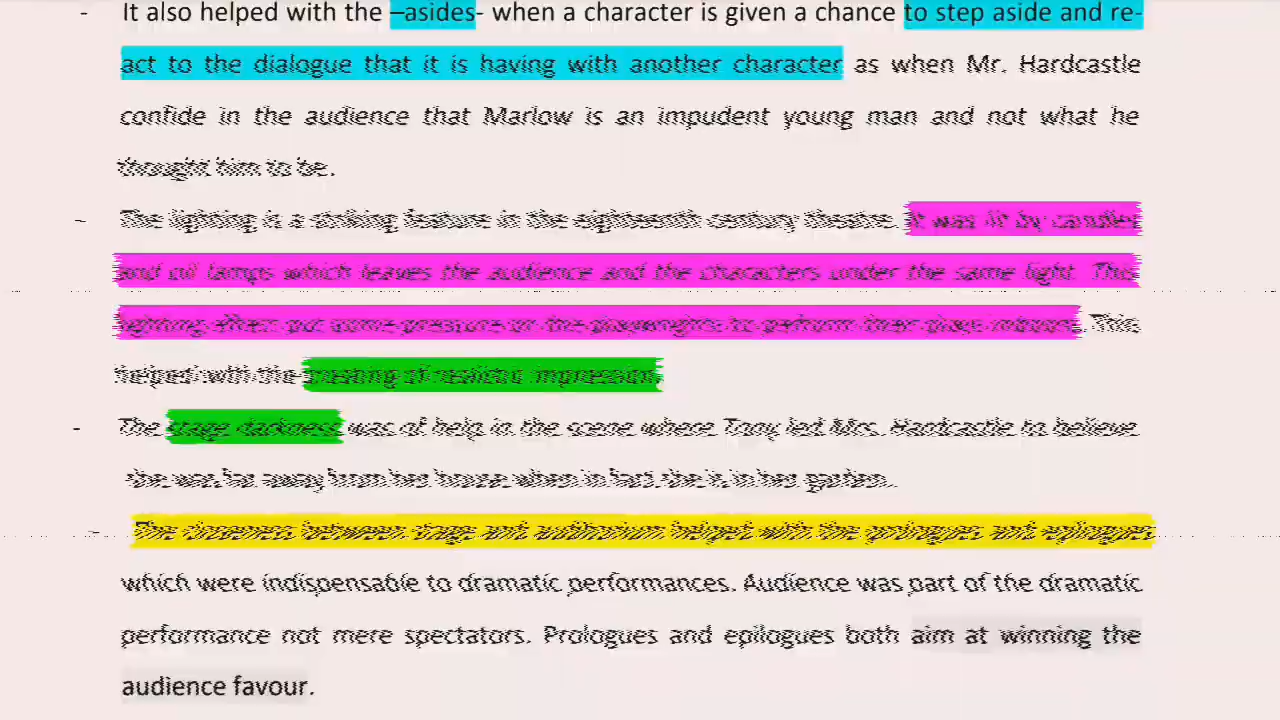 - It also helped with the –asides- when a character is given a chance to step aside and re-
act to the dialogue that it is having with another character as when Mr. Hardcastle
confide in the audience that Marlow is an impudent young man and not what he
thought him to be.
- The lighting is a striking feature in the eighteenth century theatre. It was lit by candles
and oil lamps which leaves the audience and the characters under the same light. This
lighting effect put some pressure on the playwrights to perform their plays indoors. This
helped with the creating of realistic impression.
- The stage darkness was of help in the scene where Tony led Mrs. Hardcastle to believe
she was far away from her house when in fact she is in her garden.
- The closeness between stage and auditorium helped with the prologues and epilogues
which were indispensable to dramatic performances. Audience was part of the dramatic
performance not mere spectators. Prologues and epilogues both aim at winning the
audience favour.